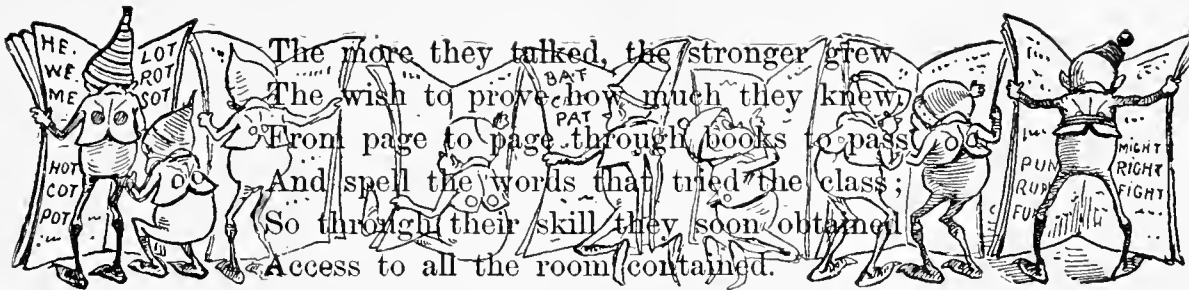 HE.
WE
ME
LOT
ROT
SOT
HOT
COT
POT
The more they talked, the stronger grew
The wish to prove how much they knew,
From page to page through books to pass
And spell the words that tried the class;
So through their skill they soon obtained
Access to all the room contained.
BAT
PAT
PUN
RUN
MIGHT
RIGHT
FIGHT